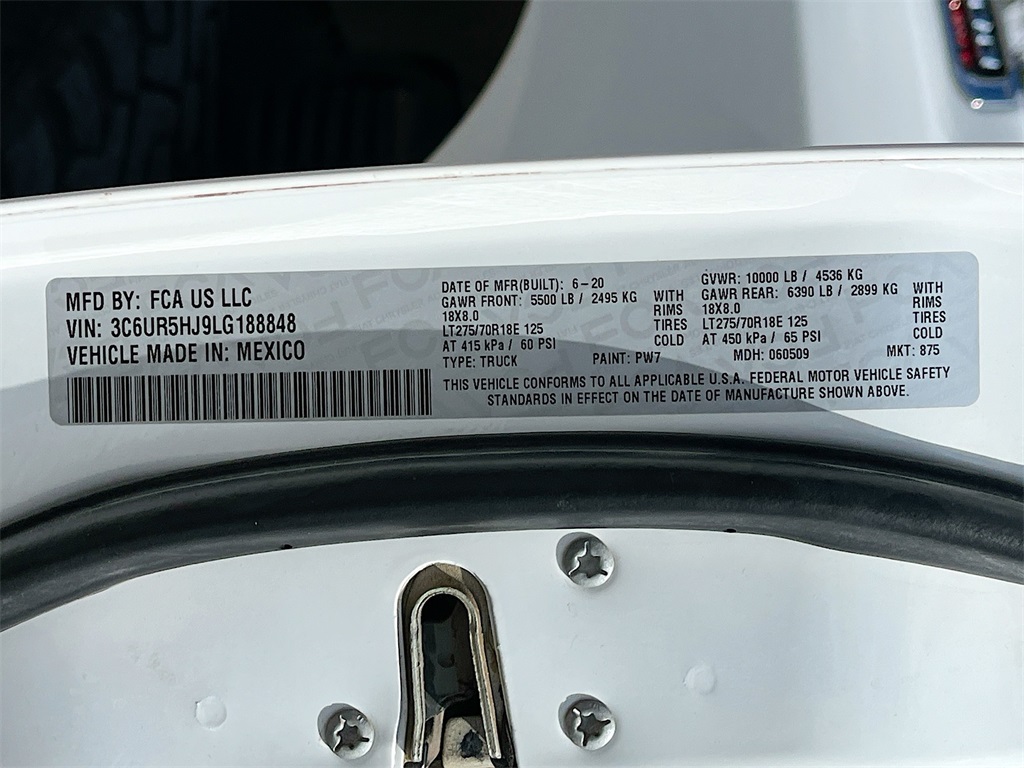 MFD BY: FCA US LLC
VIN: 3C6UR5HJ9LG188848
VEHICLE MADE IN: MEXICO
DATE OF MFR(BUILT): 6-20
GAWR FRONT: 5500 LB / 2495 KG WITH
18X8.0 RIMS
LT275/70R18E 125 TIRES
AT 415 kPa / 60 PSI COLD
TYPE: TRUCK PAINT: PW7
GVWR: 10000 LB / 4536 KG
GAWR REAR: 6390 LB / 2899 KG WITH
18X8.0 RIMS
LT275/70R18E 125 TIRES
AT 450 kPa / 65 PSI COLD
MDH: 060509 MKT: 875
THIS VEHICLE CONFORMS TO ALL APPLICABLE U.S.A. FEDERAL MOTOR VEHICLE SAFETY
STANDARDS IN EFFECT ON THE DATE OF MANUFACTURE SHOWN ABOVE.